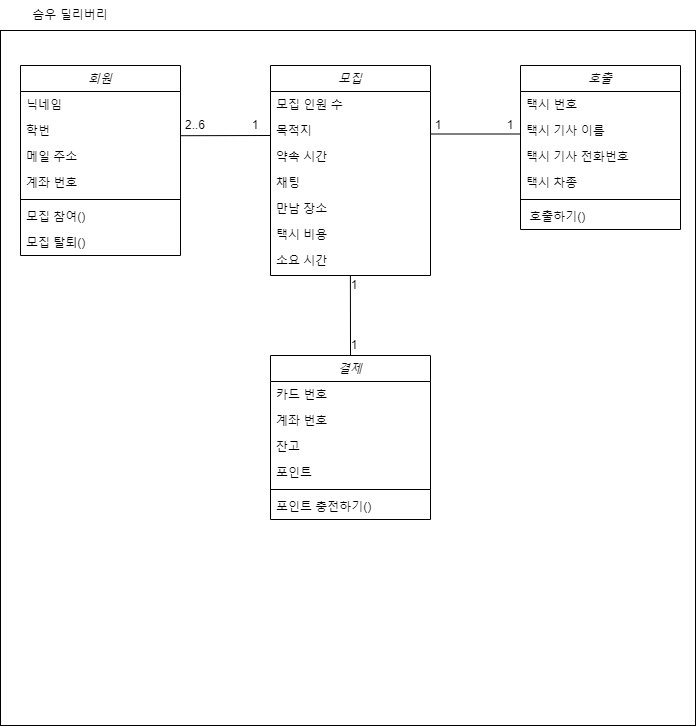 슴우 딜리버리
회원
닉네임
학번
메일 주소
계좌 번호
모집 참여()
모집 탈퇴()
2..6
1
모집
모집 인원 수
목적지
약속 시간
채팅
만남 장소
택시 비용
소요 시간
1
1
호출
택시 번호
택시 기사 이름
택시 기사 전화번호
택시 차종
호출하기()
1
1
결제
카드 번호
계좌 번호
잔고
포인트
포인트 충전하기()